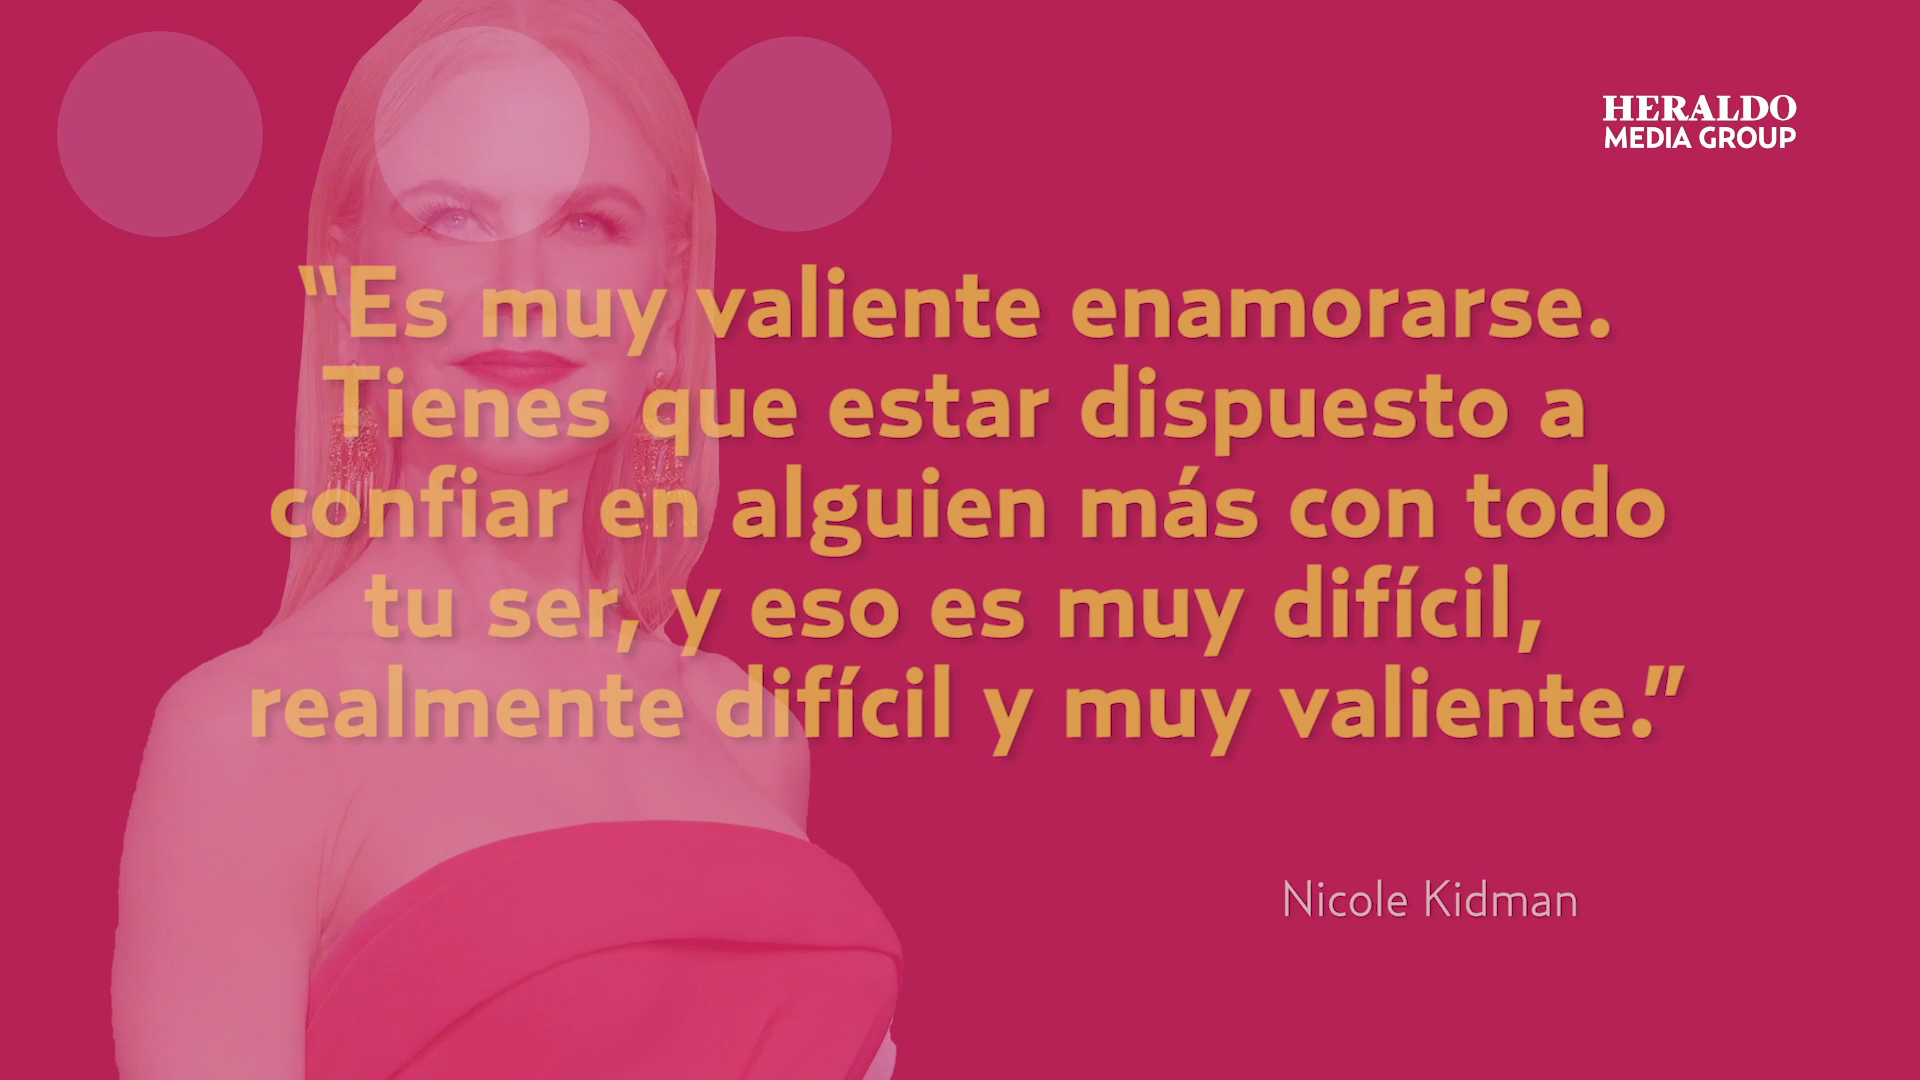 HERALDO
MEDIA GROUP
“Es muy valiente enamorarse.
Tienes que estar dispuesto a
confiar en alguien más con todo
tu ser, y eso es muy difícil,
realmente difícil y muy valiente.”
Nicole Kidman